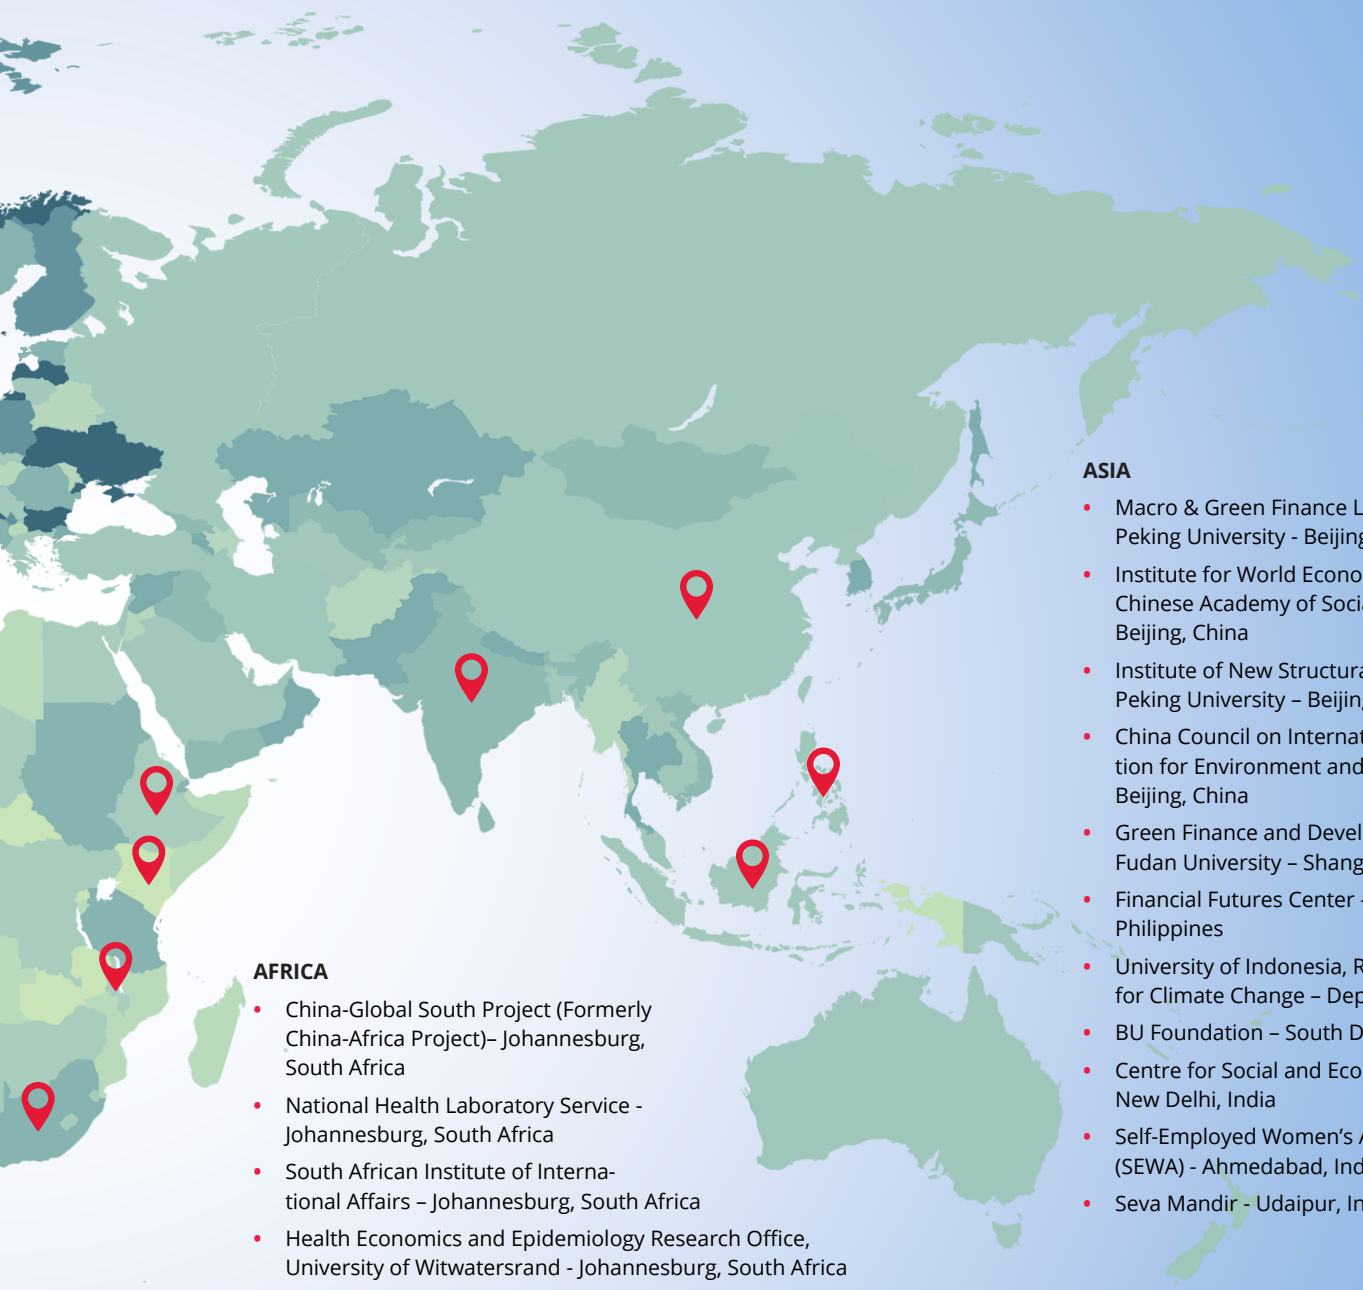 AFRICA
• China-Global South Project (Formerly
China-Africa Project)– Johannesburg,
South Africa
• National Health Laboratory Service -
Johannesburg, South Africa
• South African Institute of Interna-
tional Affairs – Johannesburg, South Africa
• Health Economics and Epidemiology Research Office,
University of Witwatersrand - Johannesburg, South Africa
ASIA
• Macro & Green Finance
Peking University - Beijing
• Institute for World
Chinese Academy of
Beijing, China
• Institute of New
Peking University –
• China Council on
tion for Environment and
Beijing, China
• Green Finance and
Fudan University –
• Financial Futures Center
Philippines
• University of Indonesia,
for Climate Change –
• BU Foundation – South
• Centre for Social and
New Delhi, India
• Self-Employed Women's
(SEWA) - Ahmedabad,
• Seva Mandir - Udaipur,